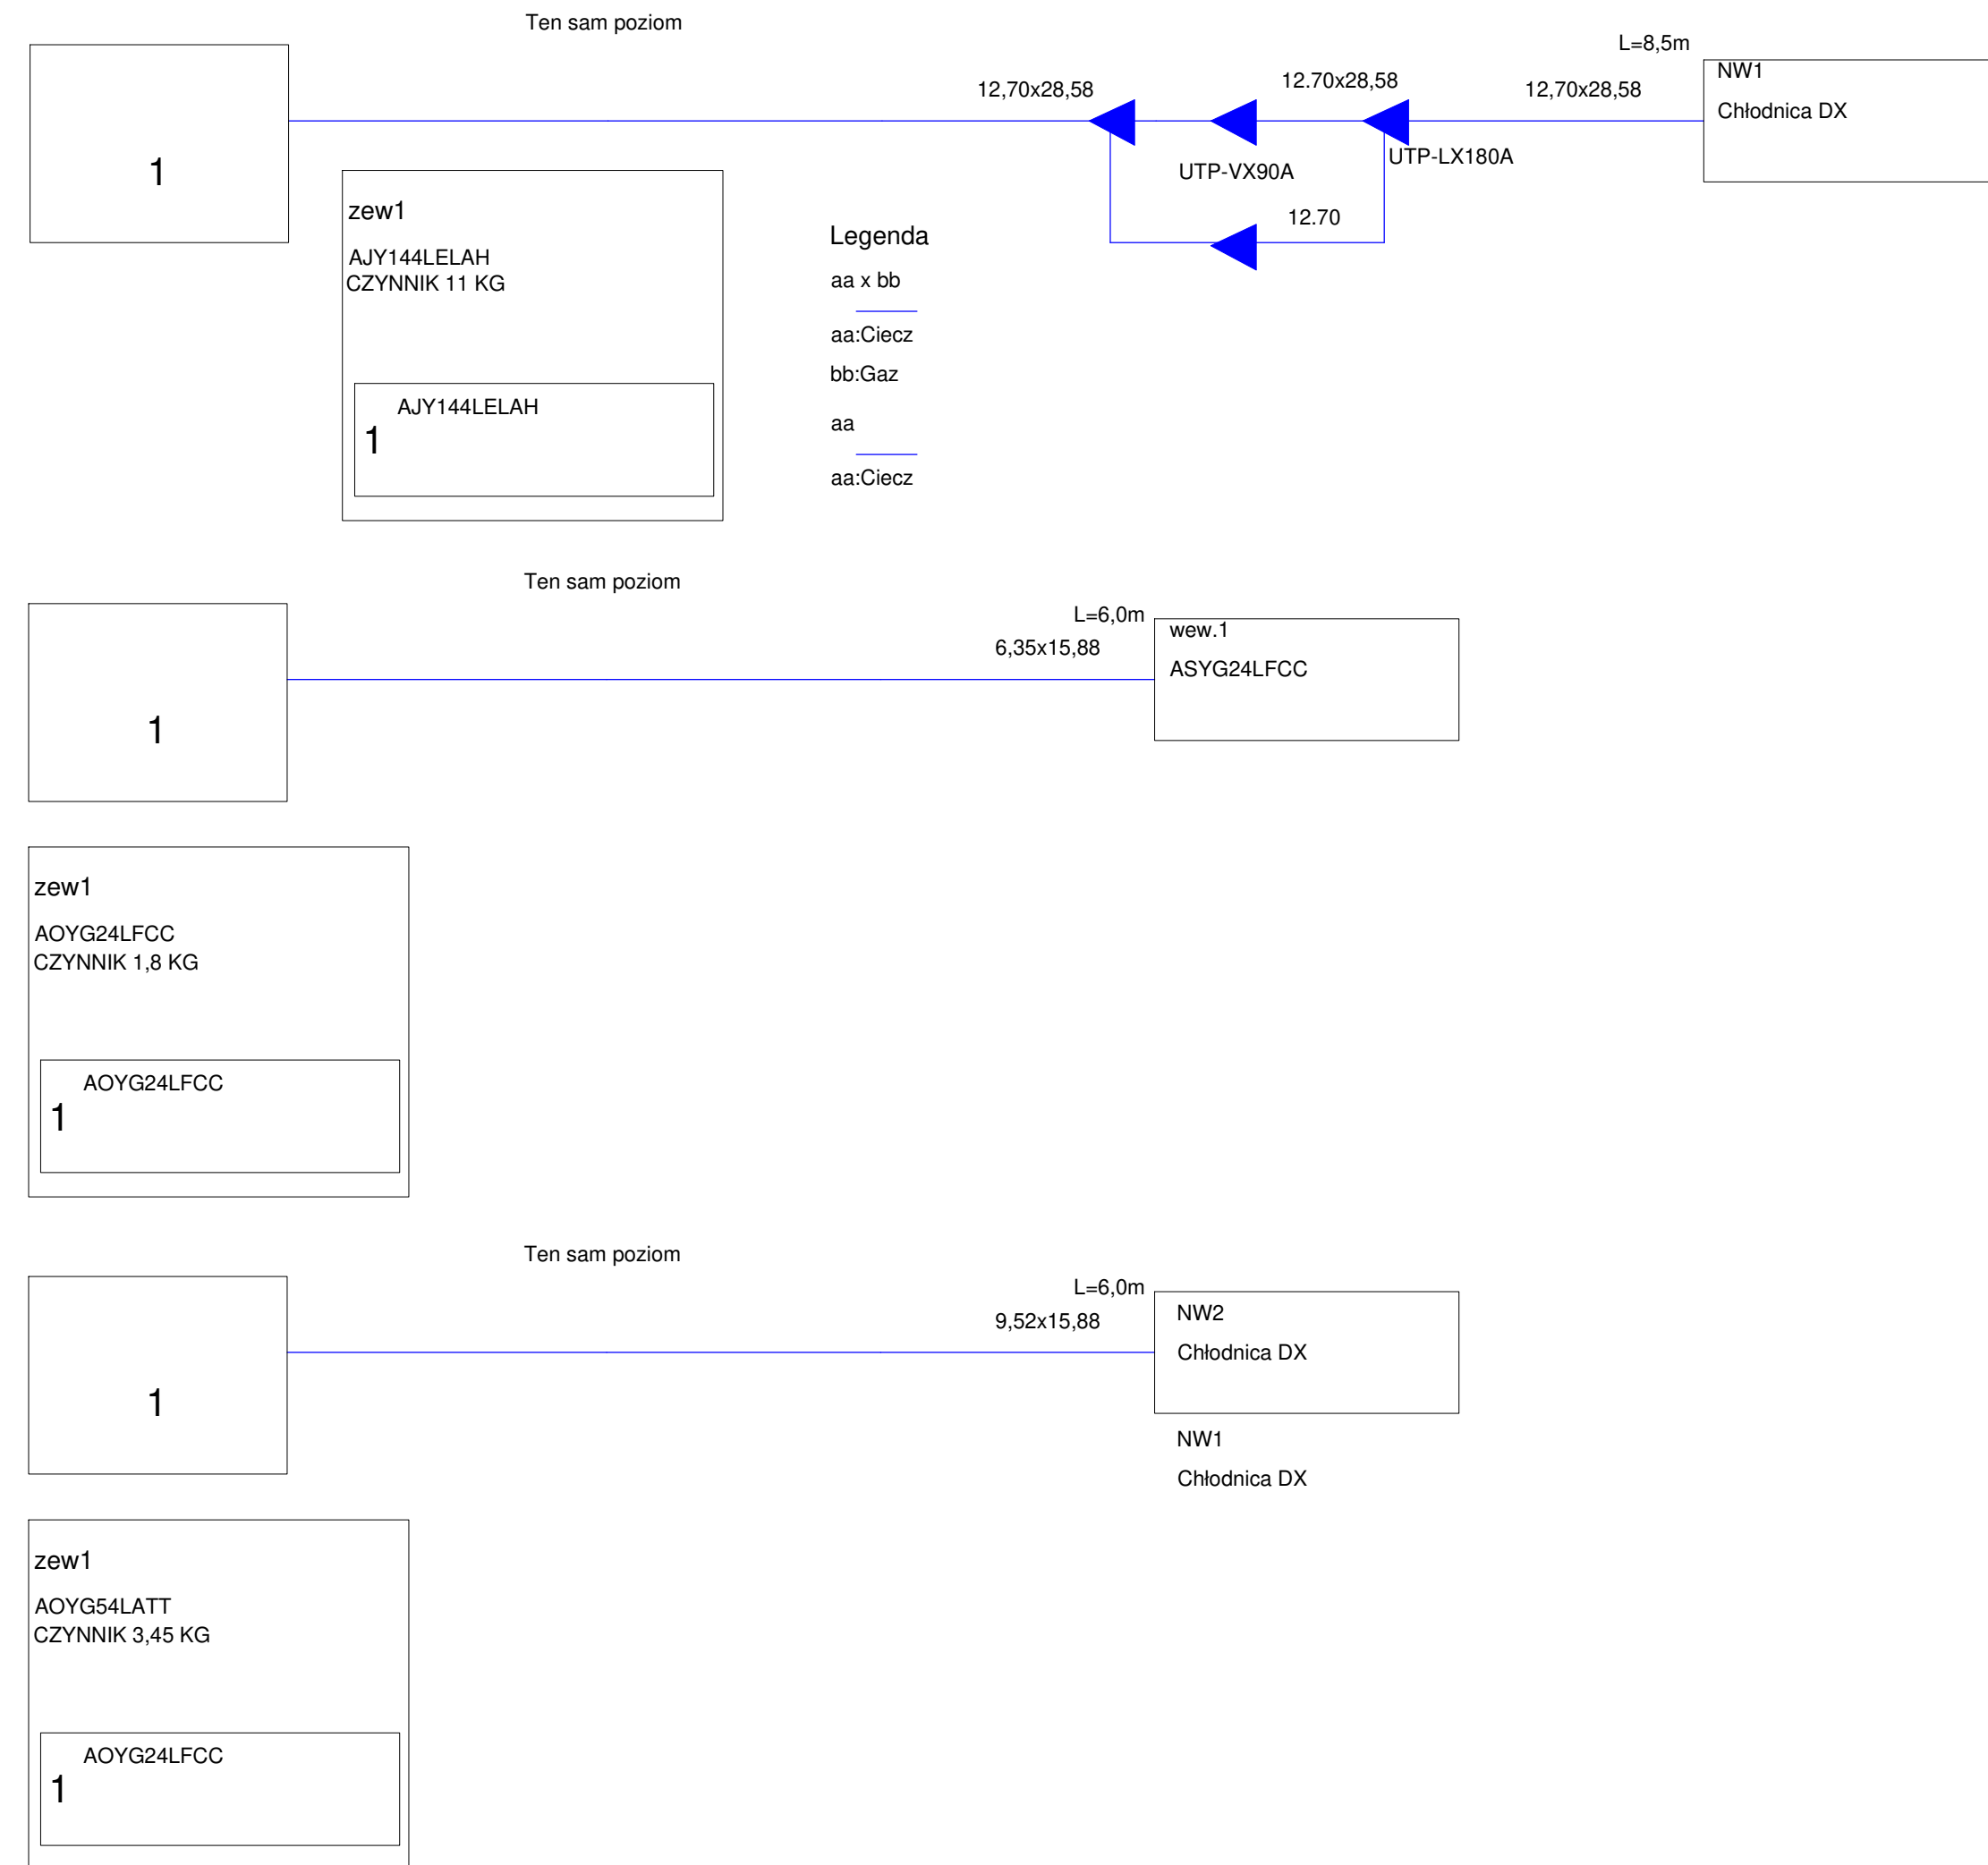 Ten sam poziom
L=8,5m
12,70x28,58
12.70x28,58
12,70x28,58
NW1
Chłodnica DX
1
UTP-VX90A
UTP-LX180A
12.70
zew1
AJY144LELAH
CZYNNIK 11 KG
1
AJY144LELAH
Legenda
aa x bb
aa:Ciecz
bb:Gaz
aa
aa:Ciecz
Ten sam poziom
L=6,0m
6,35x15,88
wew.1
ASYG24LFCC
1
zew1
AOYG24LFCC
CZYNNIK 1,8 KG
1
AOYG24LFCC
Ten sam poziom
L=6,0m
9,52x15,88
NW2
Chłodnica DX
1
NW1
Chłodnica DX
zew1
AOYG54LATT
CZYNNIK 3,45 KG
1
AOYG24LFCC